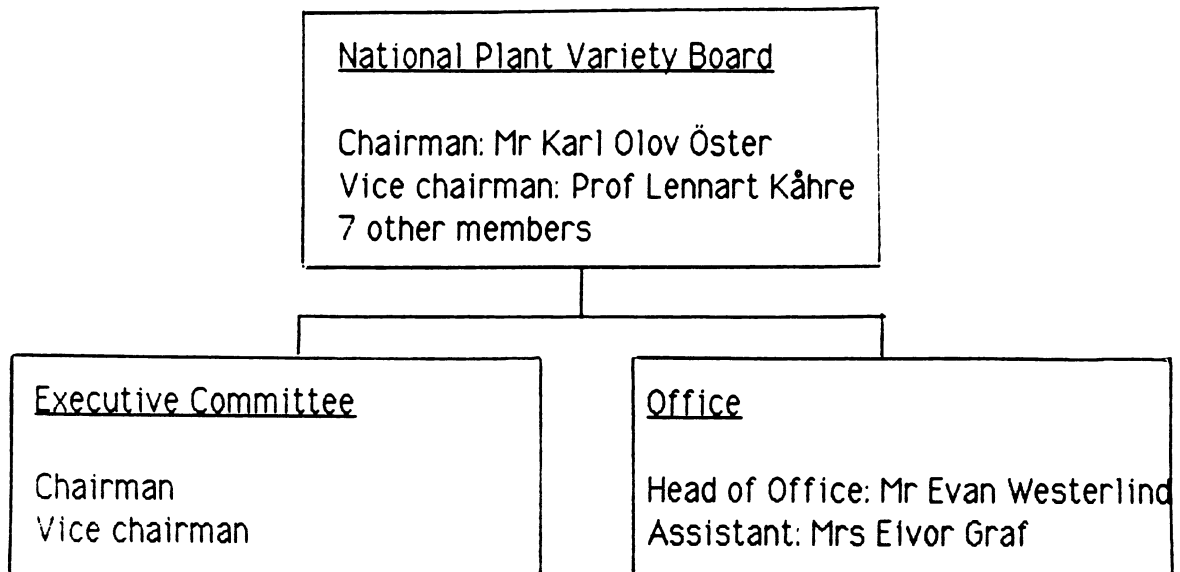 National Plant Variety Board
Chairman: Mr Karl Olov Öster
Vice chairman: Prof Lennart Kåhre
7 other members
Executive Committee
Chairman
Vice chairman
Office
Head of Office: Mr Evan Westerlind
Assistant: Mrs Elvor Graf